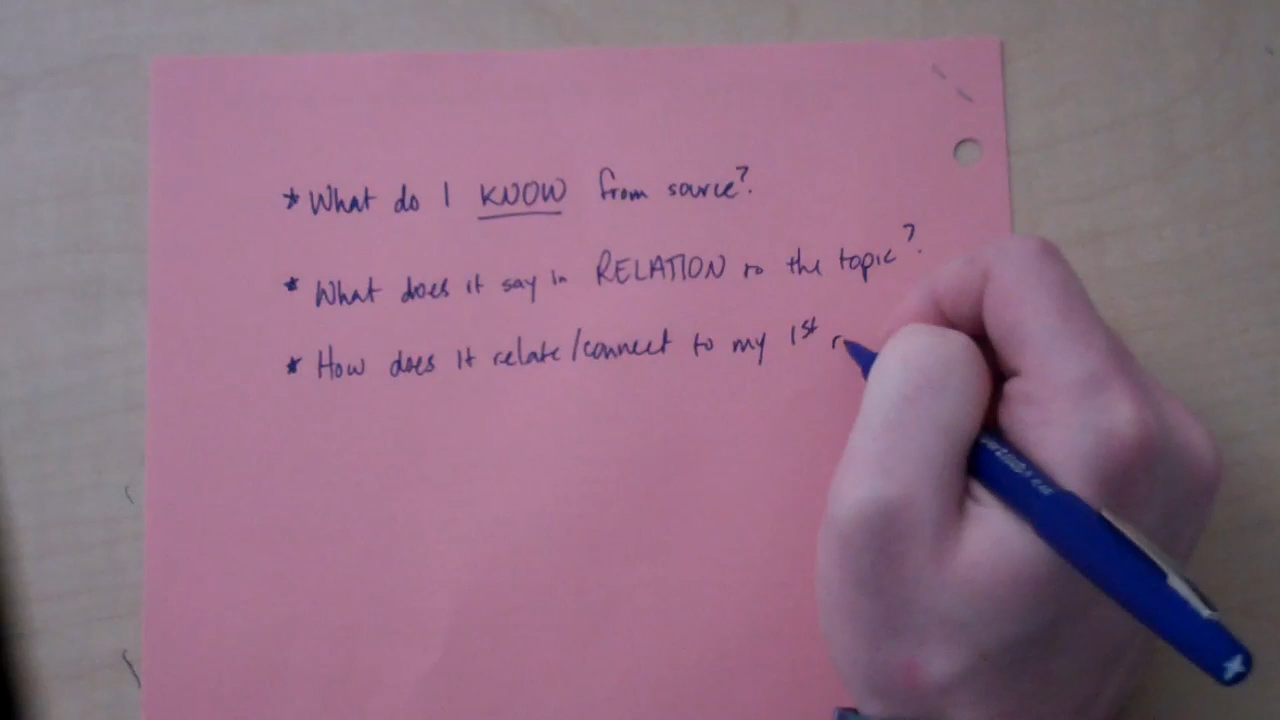 * What do I KNOW from source?
* What does it say in RELATION to the topic?
* How does it relate/connect to my 1st